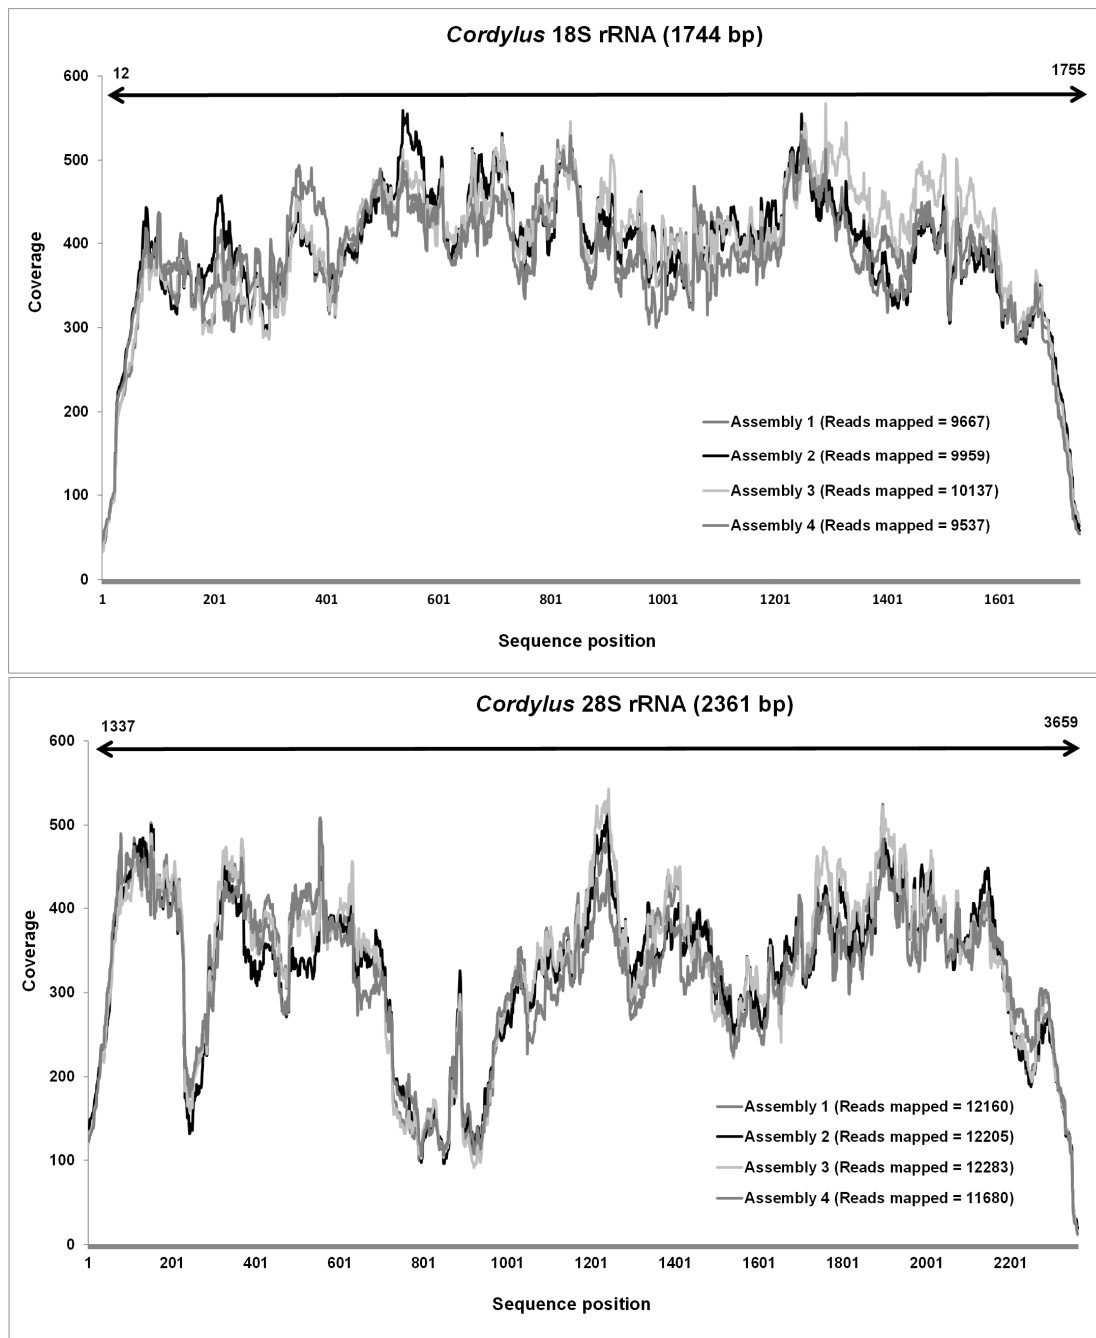 Cordylus 18S rRNA (1744 bp)
12 1755
600
500
400
300
200
100
0
Coverage
Assembly 1 (Reads mapped = 9667)
Assembly 2 (Reads mapped = 9959)
Assembly 3 (Reads mapped = 10137)
Assembly 4 (Reads mapped = 9537)
1 201 401 601 801 1001 1201 1401 1601
Sequence position
Cordylus 28S rRNA (2361 bp)
1337 3659
600
500
400
300
200
100
0
Coverage
Assembly 1 (Reads mapped = 12160)
Assembly 2 (Reads mapped = 12205)
Assembly 3 (Reads mapped = 12283)
Assembly 4 (Reads mapped = 11680)
1 201 401 601 801 1001 1201 1401 1601 1801 2001 2201
Sequence position